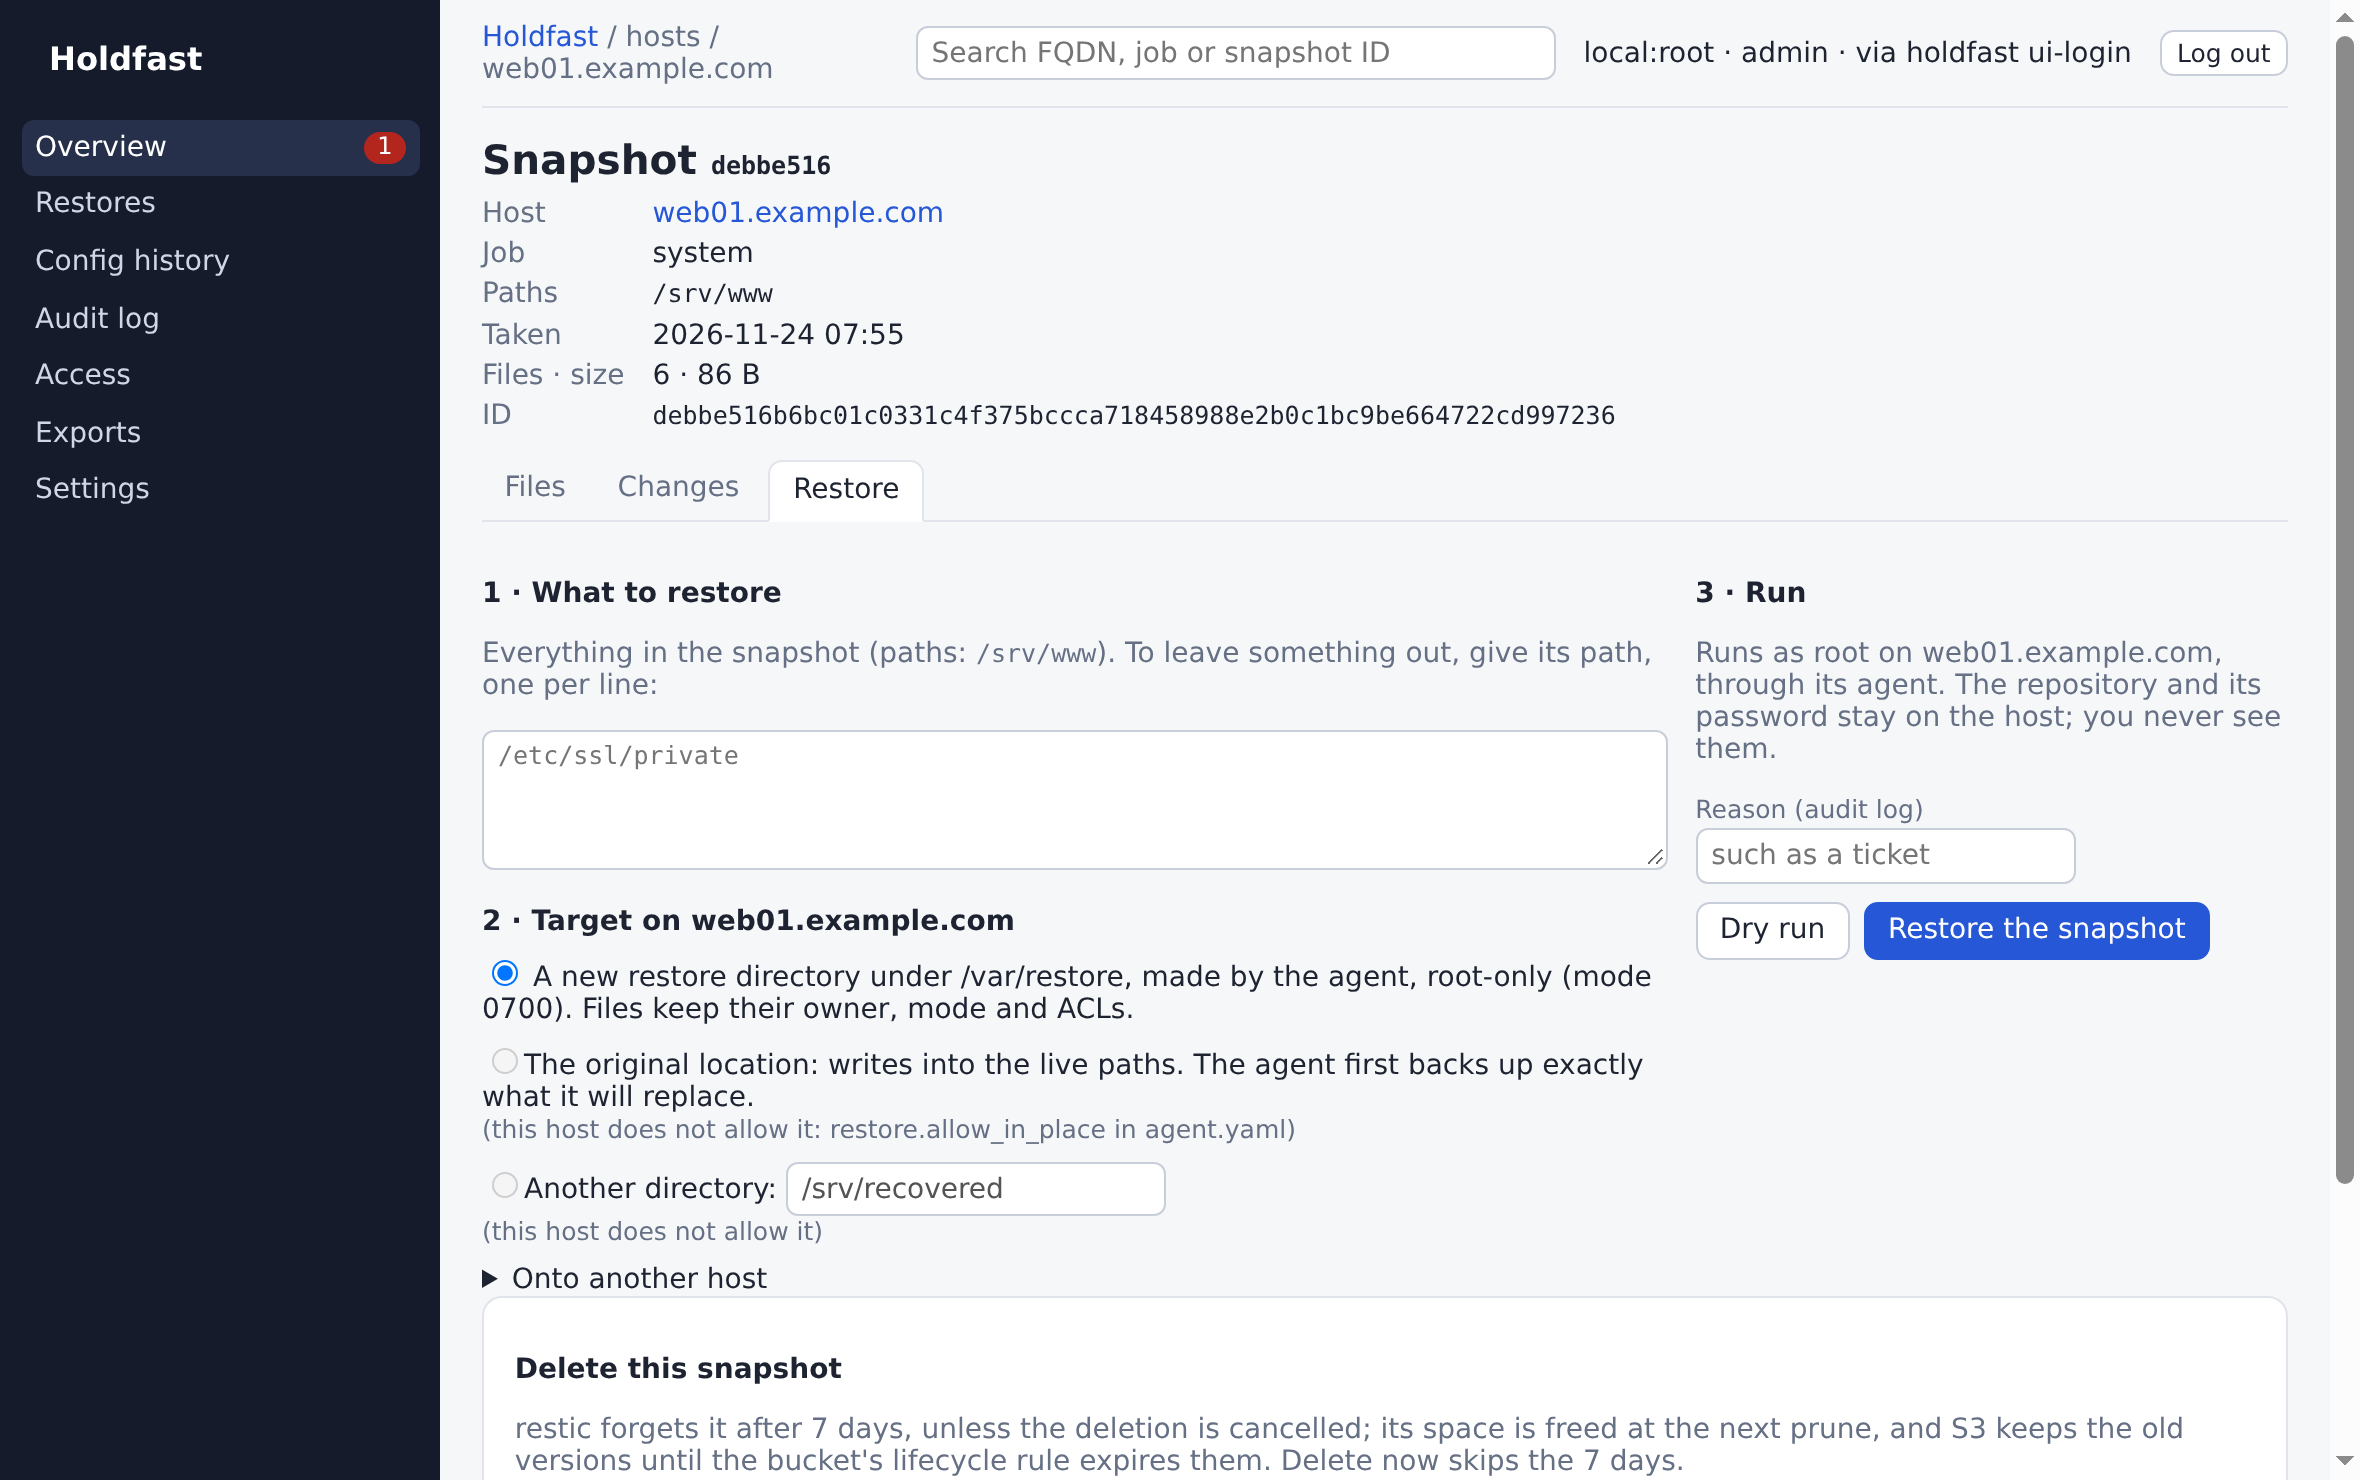 Holdfast
Overview 1
Restores
Config history
Audit log
Access
Exports
Settings
Holdfast / hosts /
web01.example.com
Search FQDN, job or snapshot ID
local:root · admin · via holdfast ui-login
Log out
Snapshot debbe516
Host web01.example.com
Job system
Paths /srv/www
Taken 2026-11-24 07:55
Files · size 6 · 86 B
ID debbe516b6bc01c0331c4f375bccca718458988e2b0c1bc9be664722cd997236
Files Changes Restore
1 · What to restore
Everything in the snapshot (paths: /srv/www). To leave something out, give its path,
one per line:
/etc/ssl/private
2 · Target on web01.example.com
A new restore directory under /var/restore, made by the agent, root-only (mode
0700). Files keep their owner, mode and ACLs.
The original location: writes into the live paths. The agent first backs up exactly
what it will replace.
(this host does not allow it: restore.allow_in_place in agent.yaml)
Another directory: /srv/recovered
(this host does not allow it)
Onto another host
3 · Run
Runs as root on web01.example.com,
through its agent. The repository and its
password stay on the host; you never see
them.
Reason (audit log)
such as a ticket
Dry run Restore the snapshot
Delete this snapshot
restic forgets it after 7 days, unless the deletion is cancelled; its space is freed at the next prune, and S3 keeps the old
versions until the bucket's lifecycle rule expires them. Delete now skips the 7 days.